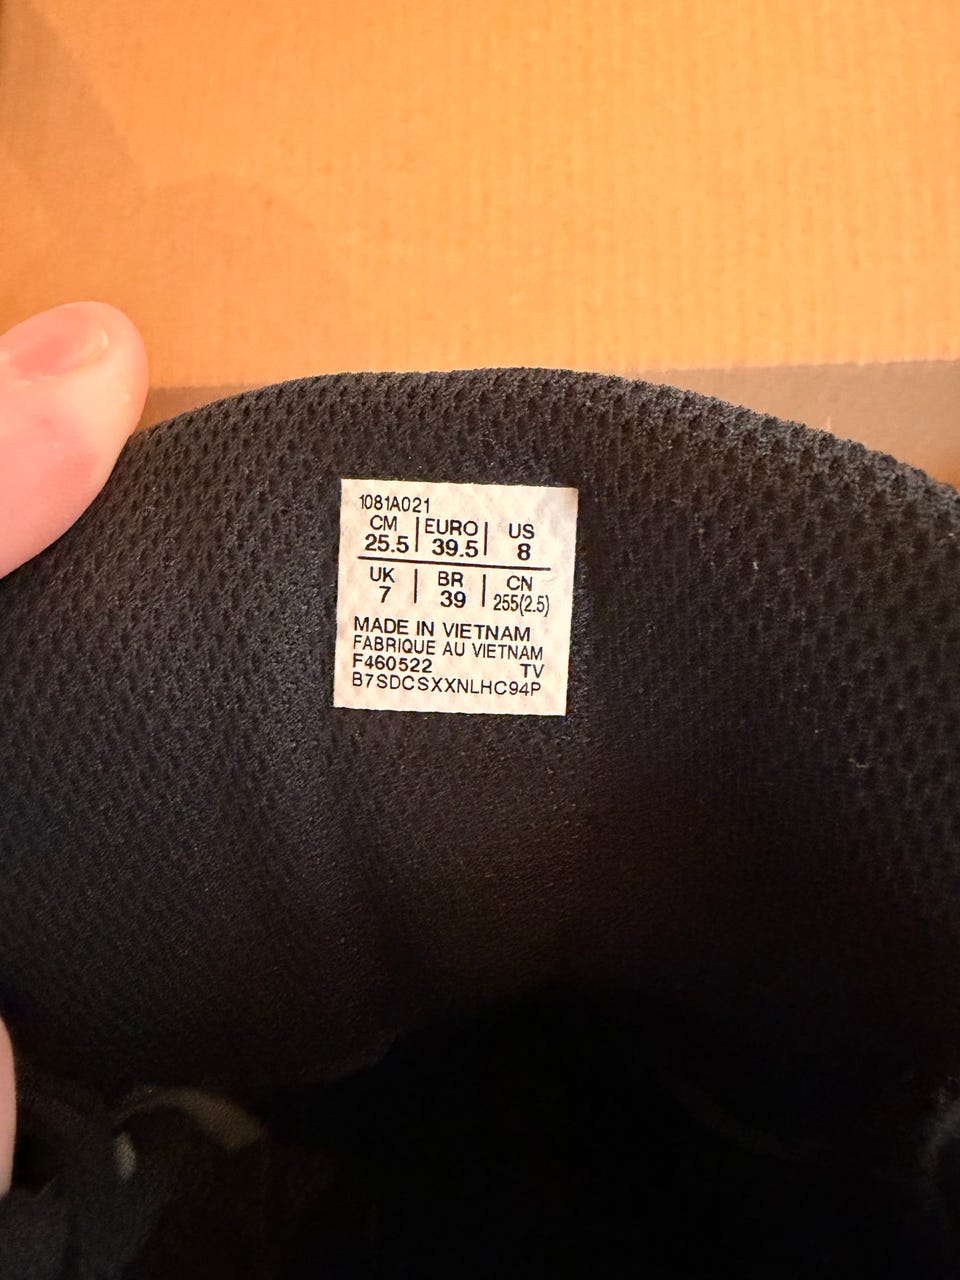 1081A021
CM | EURO | US
25.5 | 39.5 | 8
UK | BR | CN
7 | 39 | 255(2.5)
MADE IN VIETNAM
FABRIQUE AU VIETNAM
F460522 TV
B7SDCSXXNLHC94P